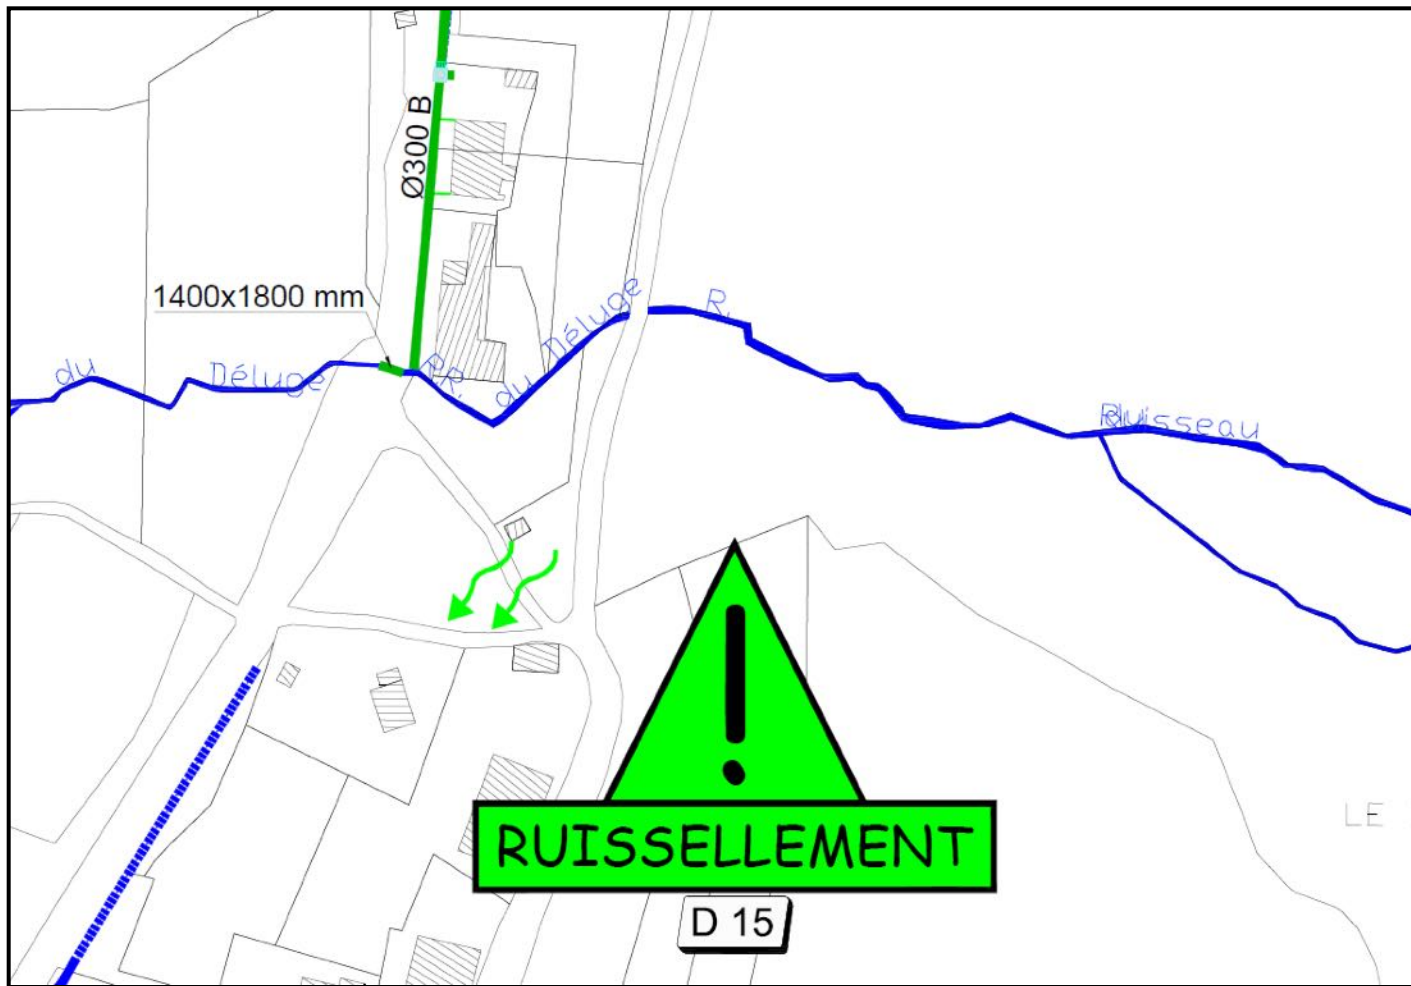 Ø300 B
1400x1800 mm
du
Déluge
R.
du
Déluge
R.
Ruisseau
LE
RUISSELLEMENT
D 15